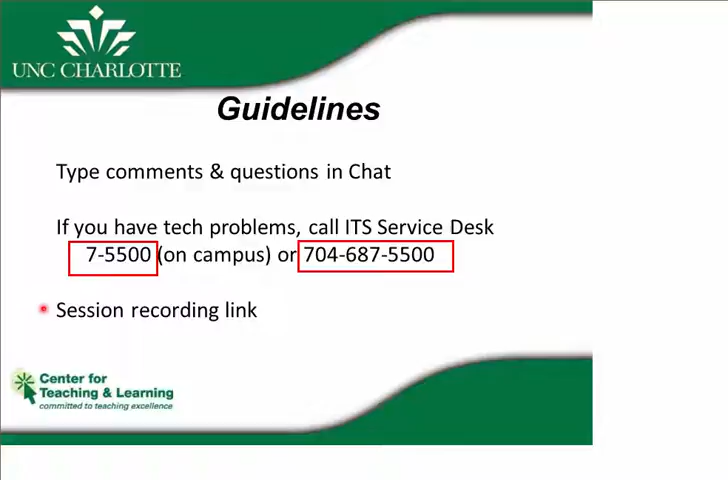 UNC CHARLOTTE
Guidelines
Type comments & questions in Chat
If you have tech problems, call ITS Service Desk
7-5500 (on campus) or 704-687-5500
Session recording link
Center for
Teaching & Learning
committed to teaching excellence